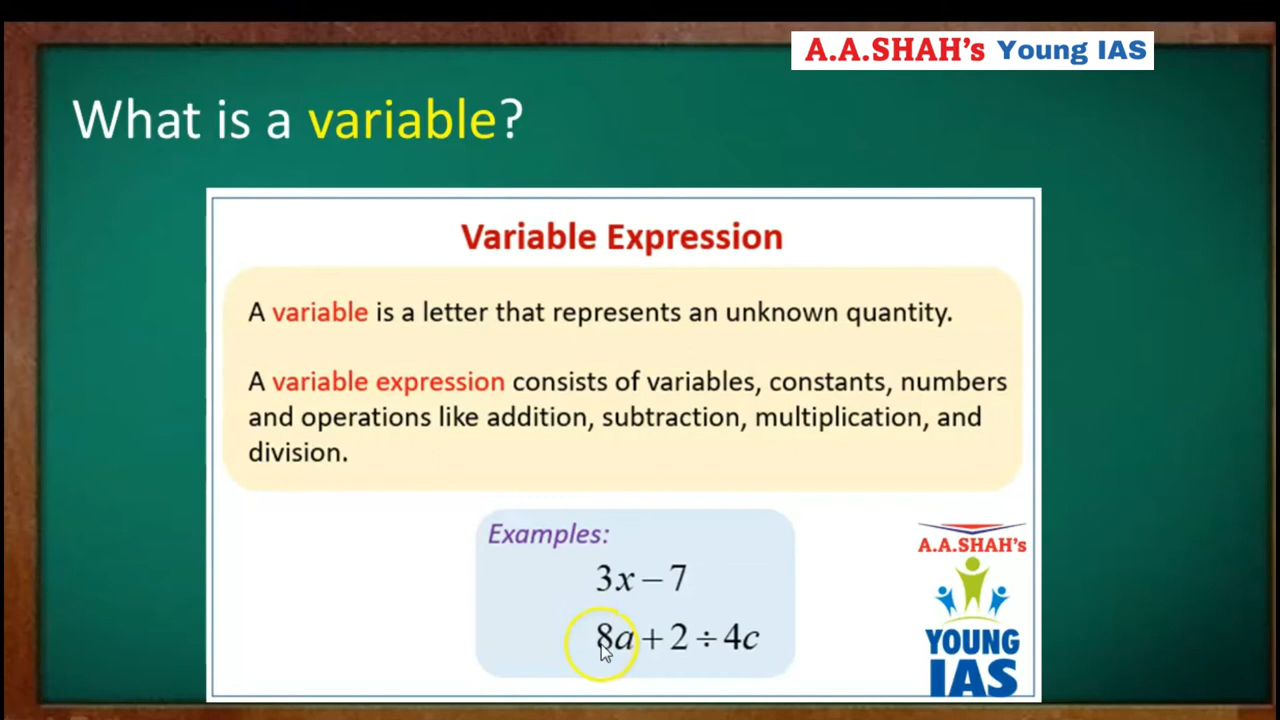 A.A.SHAH's Young IAS
What is a variable?
Variable Expression
A variable is a letter that represents an unknown quantity.
A variable expression consists of variables, constants, numbers
and operations like addition, subtraction, multiplication, and
division.
Examples:
3x – 7
8a + 2 ÷ 4c
A.A.SHAH's
YOUNG
IAS